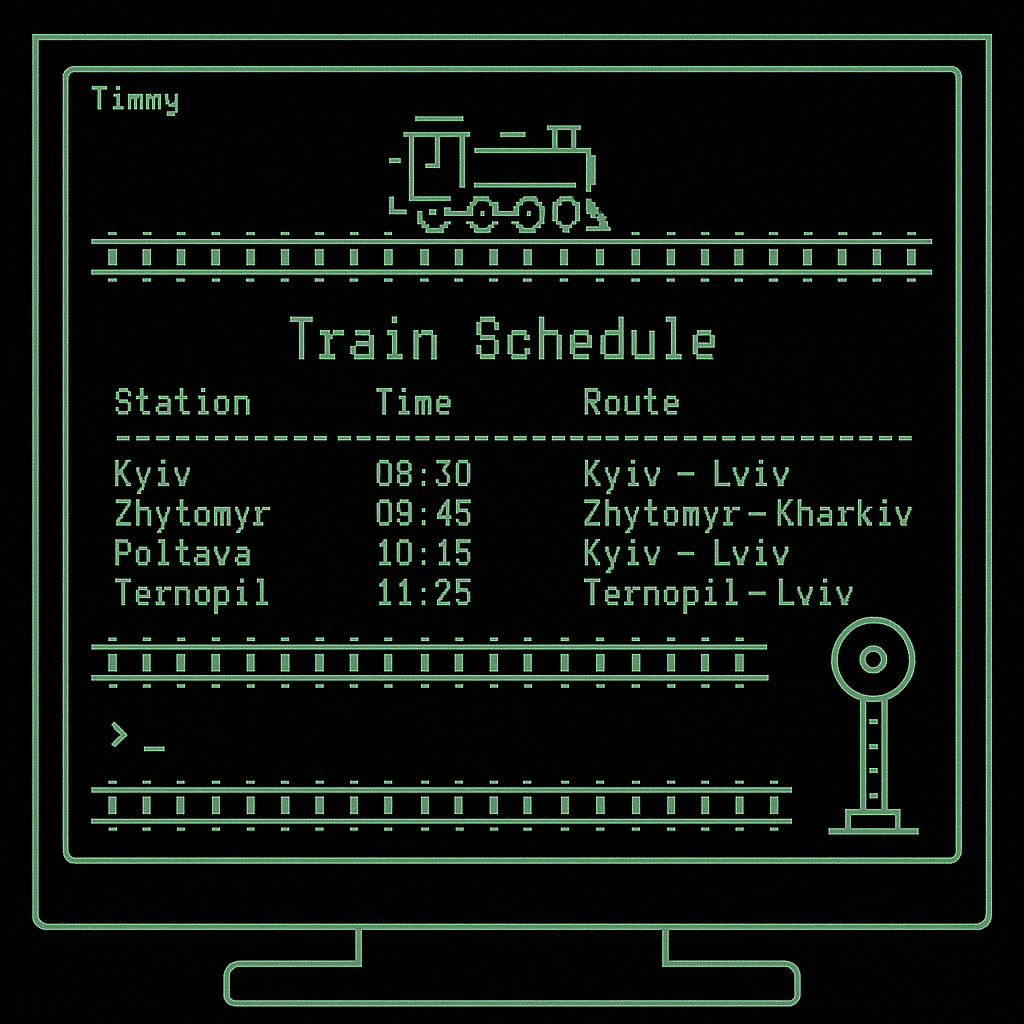 Timmy
Train Schedule
Station Time Route
Kyiv 08:30 Kyiv – Lviv
Zhytomyr 09:45 Zhytomyr – Kharkiv
Poltava 10:15 Kyiv – Lviv
Ternopil 11:25 Ternopil – Lviv
> _